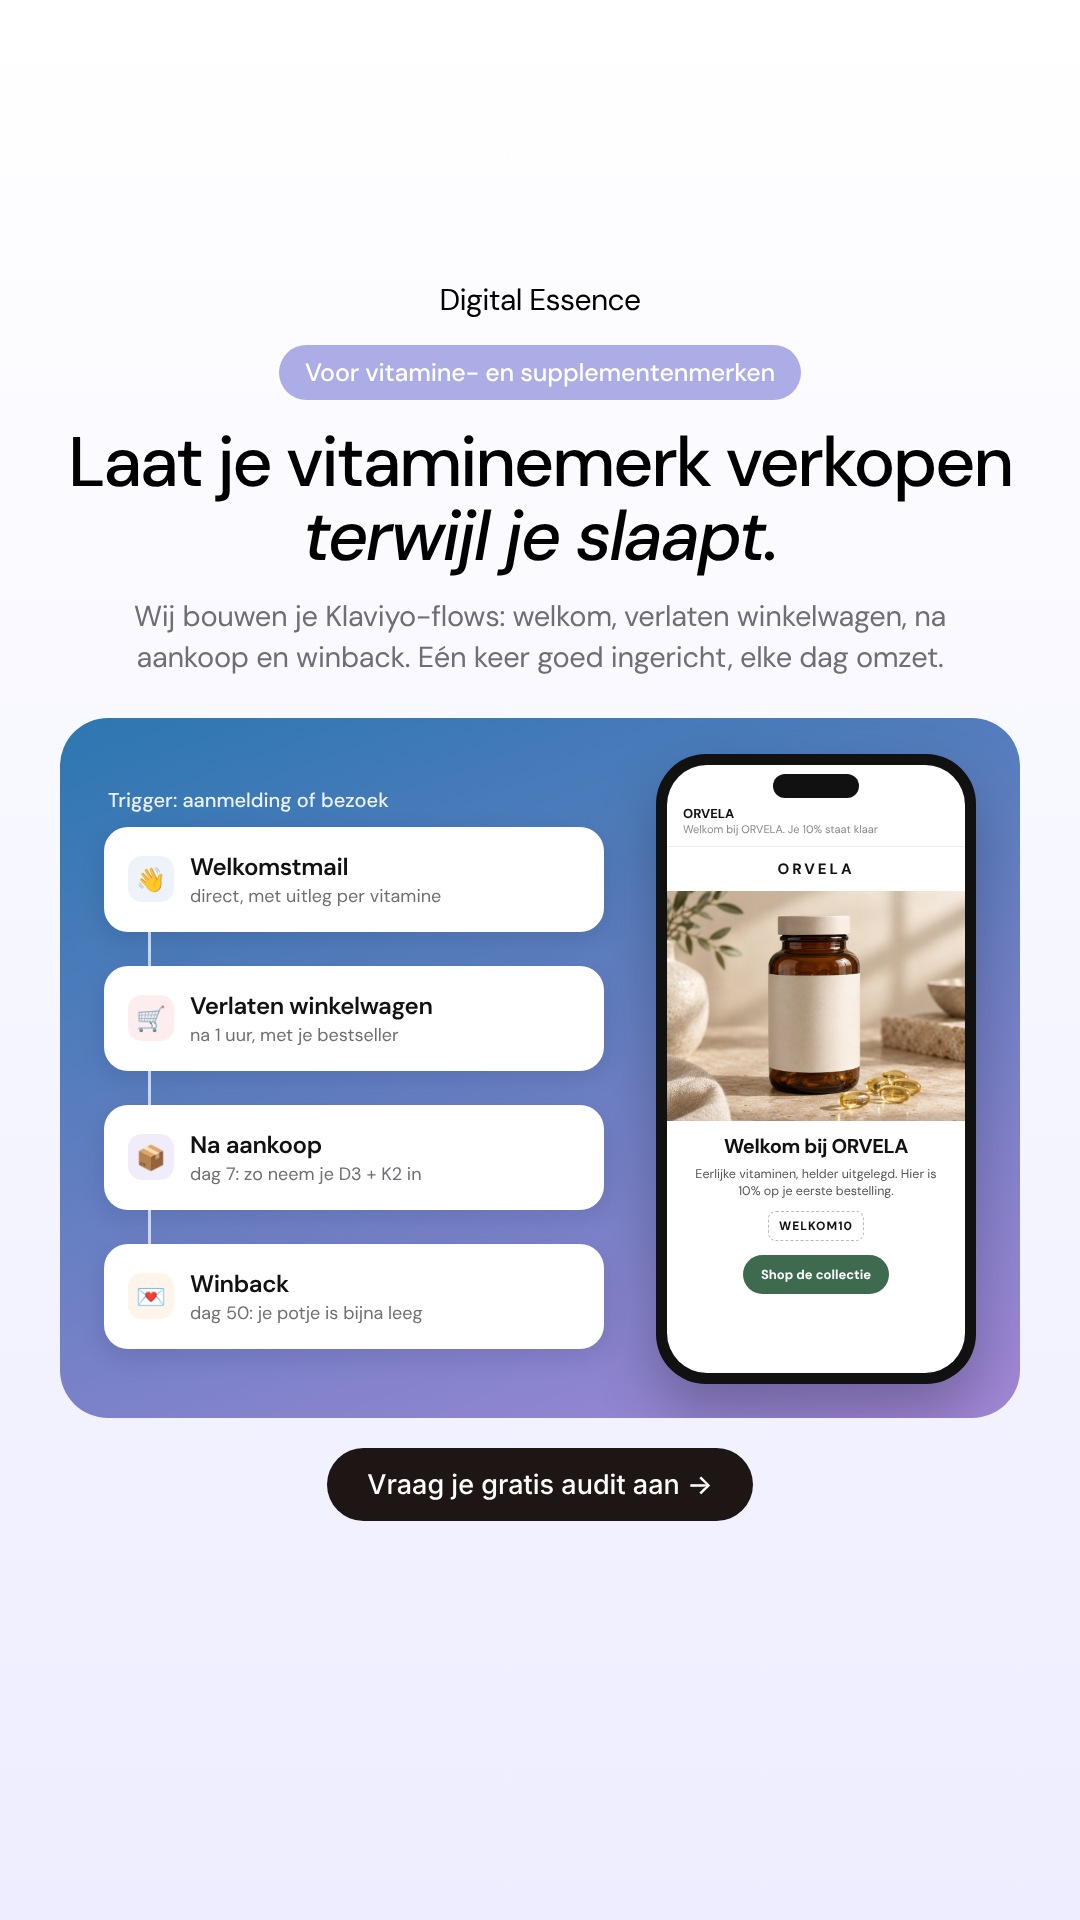 Digital Essence
Voor vitamine- en supplementenmerken
Laat je vitaminemerk verkopen
terwijl je slaapt.
Wij bouwen je Klaviyo-flows: welkom, verlaten winkelwagen, na
aankoop en winback. Eén keer goed ingericht, elke dag omzet.
Trigger: aanmelding of bezoek
Welkomstmail
direct, met uitleg per vitamine
Verlaten winkelwagen
na 1 uur, met je bestseller
Na aankoop
dag 7: zo neem je D3 + K2 in
Winback
dag 50: je potje is bijna leeg
ORVELA
Welkom bij ORVELA. Je 10% staat klaar
ORVELA
Welkom bij ORVELA
Eerlijke vitaminen, helder uitgelegd. Hier is
10% op je eerste bestelling.
WELKOM10
Shop de collectie
Vraag je gratis audit aan →